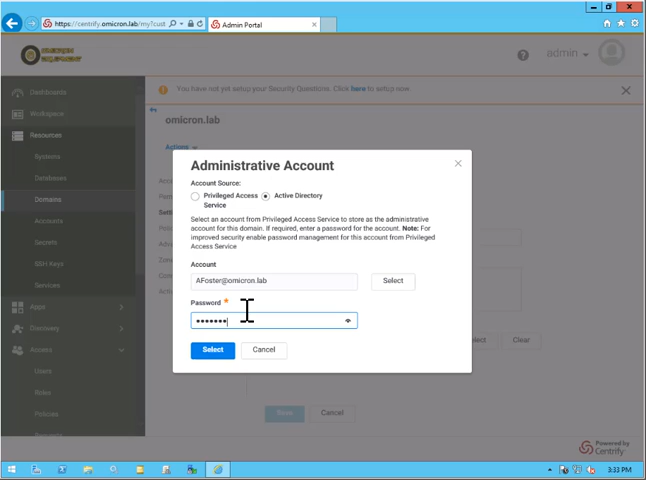 https://centrify.omicron.lab/my?cust
Admin Portal
OMICRON
admin
Dashboards
You have not yet setup your Security Questions. Click here to setup now
Workspace
Resources
omicron.lab
Actions
Systems
Databases
Domains
Accounts
Secrets
SSH Keys
Services
Apps
Discovery
Access
Users
Roles
Policies
Requests
Administrative Account
Account Source:
Privileged Access Service
Active Directory
Select an account from Privileged Access Service to store as the administrative
account for this domain. If required, enter a password for the account. Note: For
improved security enable password management for this account from Privileged
Access Service
Account
AFoster@omicron.lab
Select
Password *
•••••••
Select
Cancel
Clear
Save
Cancel
Powered by
Centrify
3:33 PM